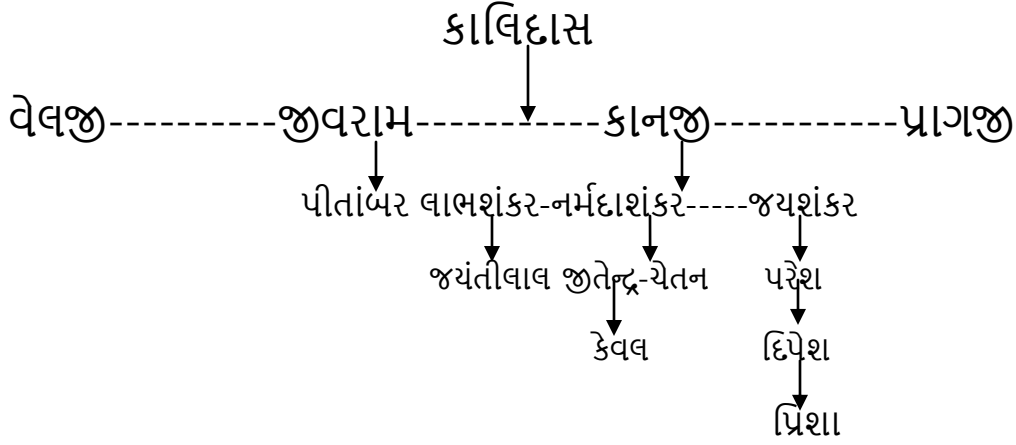 કાલિદાસ
વેલજી----------જીવરામ-----------કાનજી-----------પ્રાગજી
પીતાંબર લાભશંકર-નર્મદાશંકર-----જયશંકર
જયંતીલાલ જીતેન્દ્ર-ચેતન પરેશ
કેવલ દિપેશ
પ્રિશા